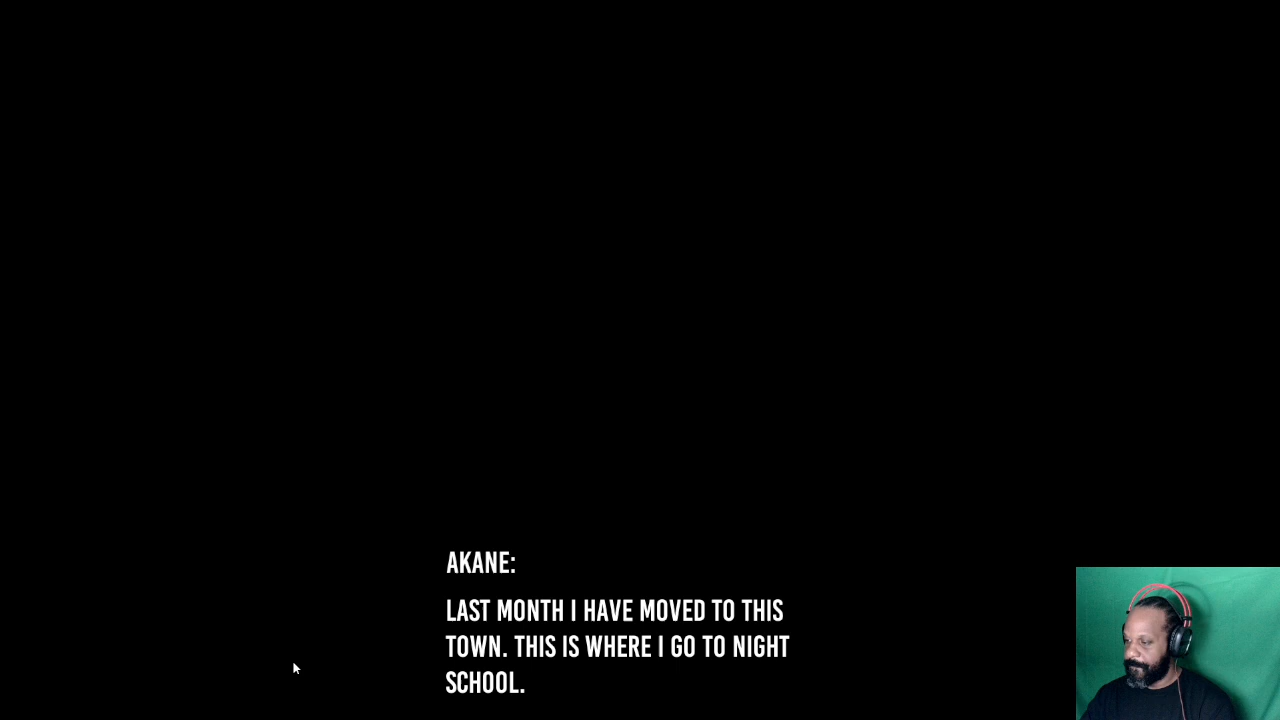 AKANE:
LAST MONTH I HAVE MOVED TO THIS
TOWN. THIS IS WHERE I GO TO NIGHT
SCHOOL.